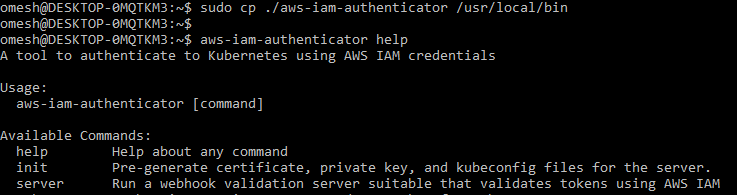 omesh@DESKTOP-0MQTKM3:~$ sudo cp ./aws-iam-authenticator /usr/local/bin
omesh@DESKTOP-0MQTKM3:~$
omesh@DESKTOP-0MQTKM3:~$ aws-iam-authenticator help
A tool to authenticate to Kubernetes using AWS IAM credentials

Usage:
  aws-iam-authenticator [command]

Available Commands:
  help        Help about any command
  init        Pre-generate certificate, private key, and kubeconfig files for the server.
  server      Run a webhook validation server suitable that validates tokens using AWS IAM